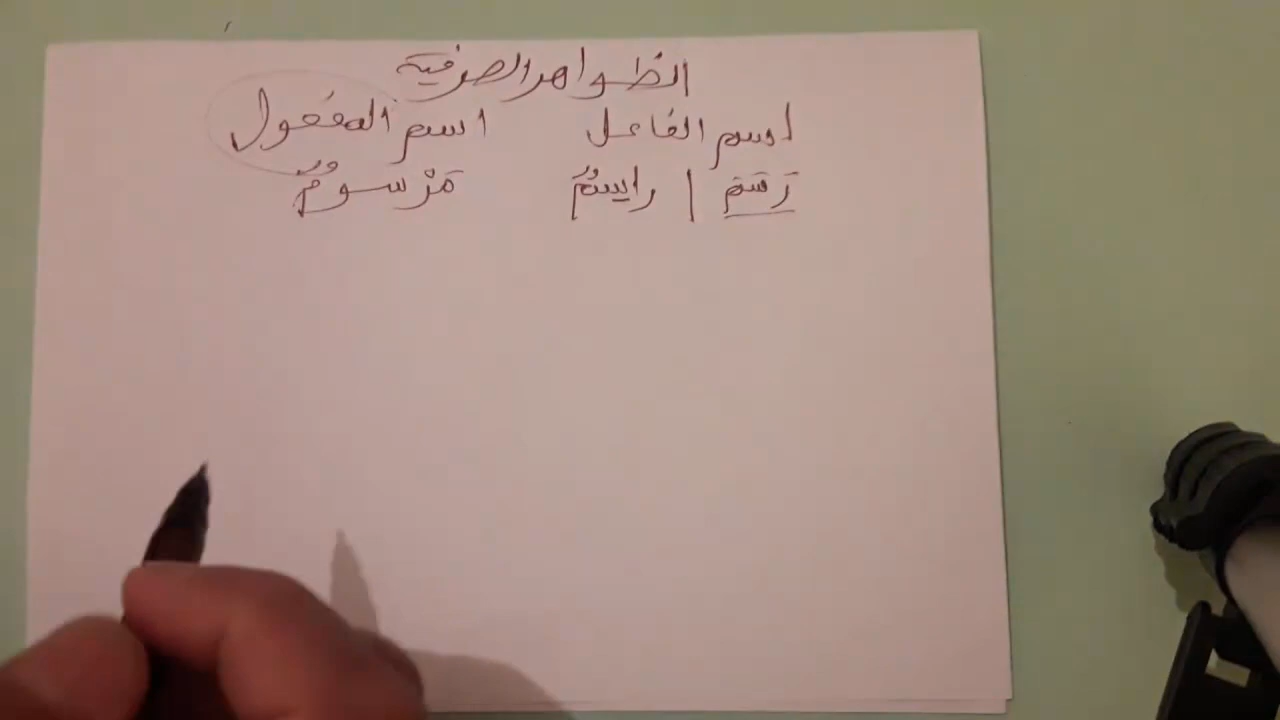 الظواهر الصرفية
اسم الفاعل اسم المفعول
رَسَمَ | راسِمٌ مَرْسومٌ